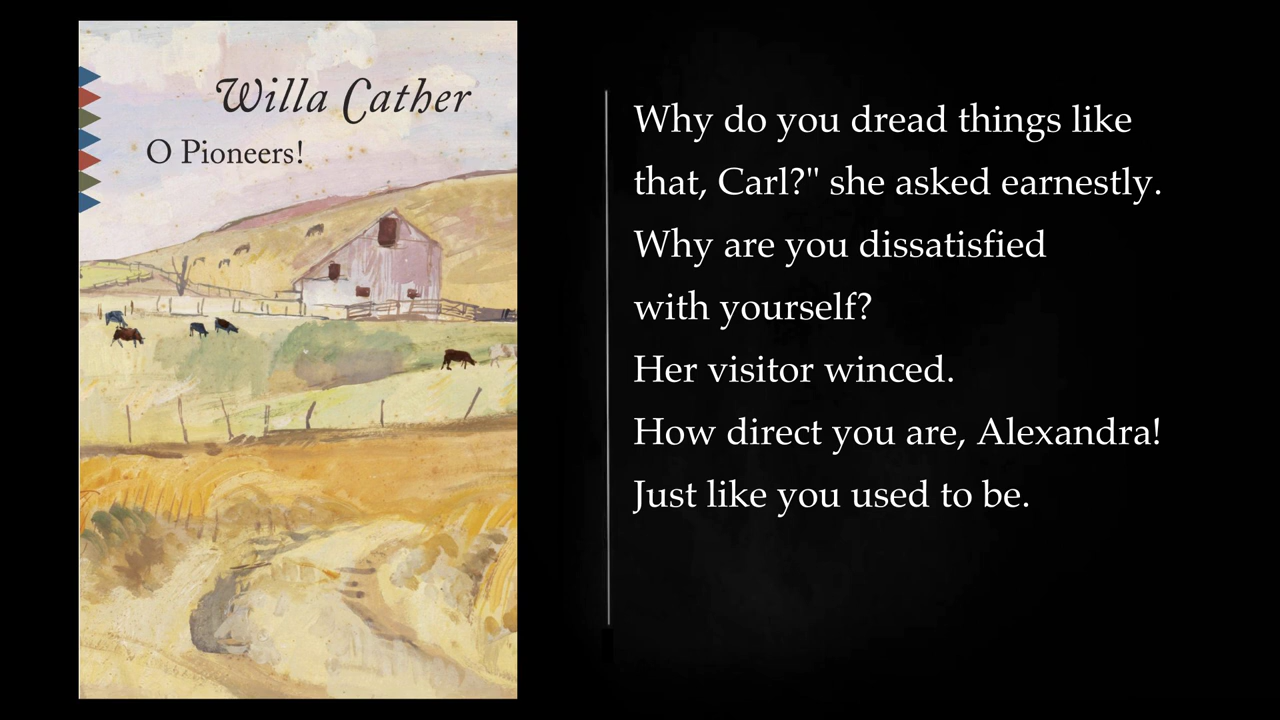 Willa Cather
O Pioneers!
Why do you dread things like
that, Carl?" she asked earnestly.
Why are you dissatisfied
with yourself?
Her visitor winced.
How direct you are, Alexandra!
Just like you used to be.